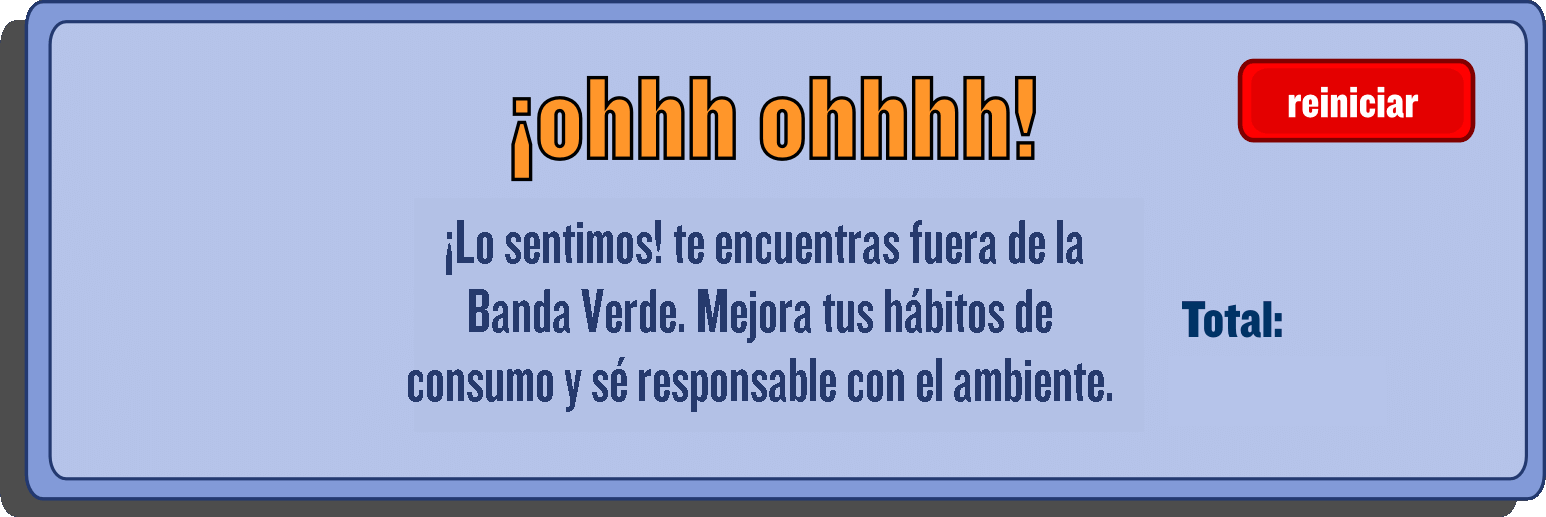 ¡ohhh ohhhh!
reiniciar
¡Lo sentimos! te encuentras fuera de la
Banda Verde. Mejora tus hábitos de
consumo y sé responsable con el ambiente.
Total: